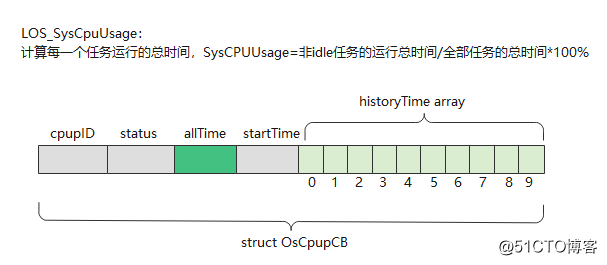 LOS_SysCpuUsage：
计算每一个任务运行的总时间，SysCPUUsage=非idle任务的运行总时间/全部任务的总时间*100%
historyTime array
cpupID status allTime startTime
0 1 2 3 4 5 6 7 8 9
struct OsCpupCB
@51CTO博客